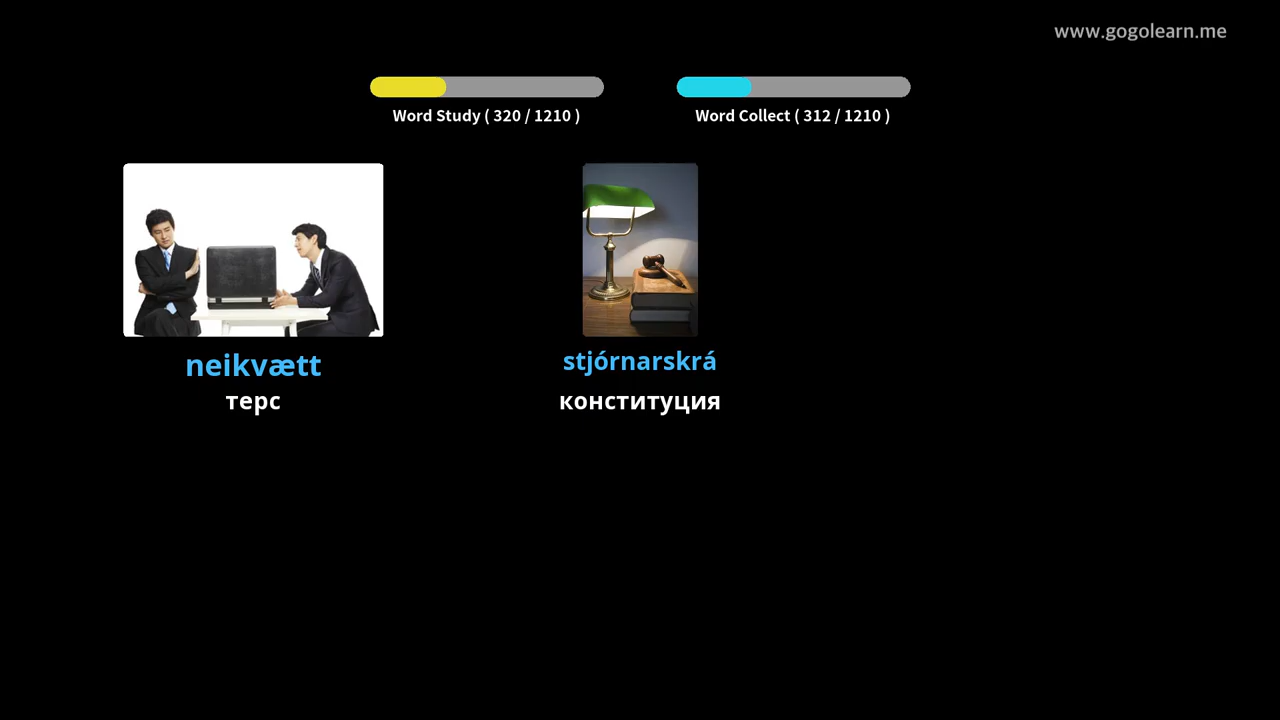 www.gogolearn.me
Word Study ( 320 / 1210 )
Word Collect ( 312 / 1210 )
neikvætt
терс
stjórnarskrá
конституция